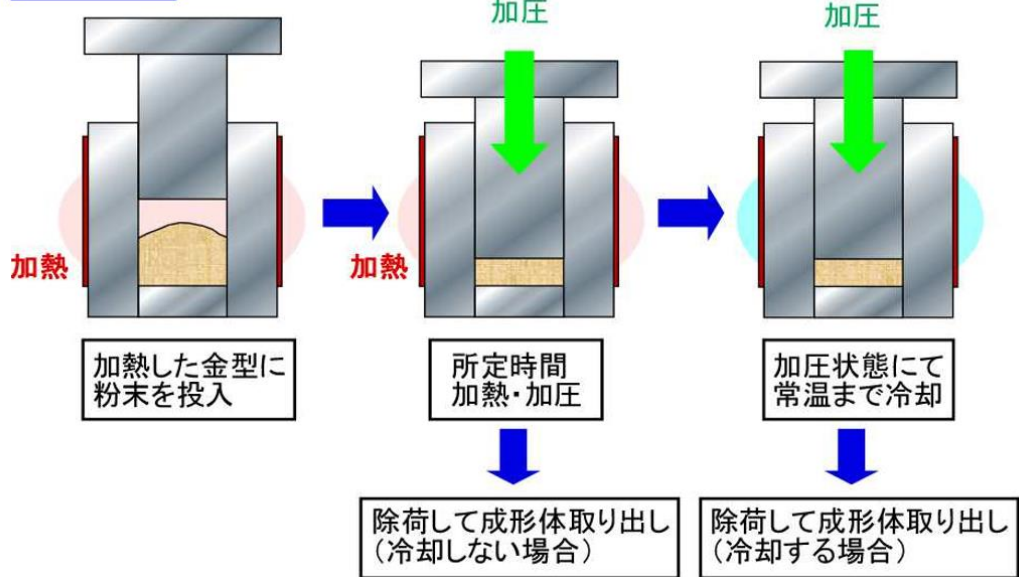 加圧
加圧
加熱
加熱
加熱した金型に
粉末を投入
所定時間
加熱・加圧
加圧状態にて
常温まで冷却
除荷して成形体取り出し
(冷却しない場合)
除荷して成形体取り出し
(冷却する場合)